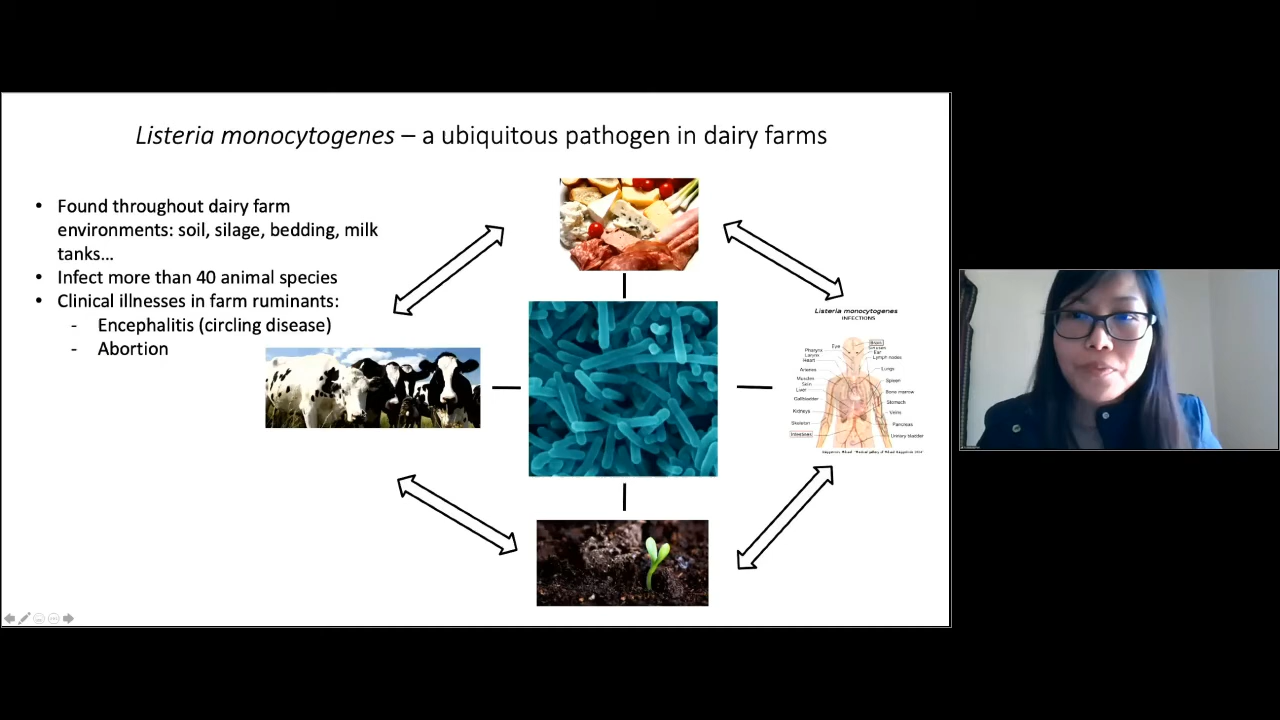 Listeria monocytogenes – a ubiquitous pathogen in dairy farms
• Found throughout dairy farm
environments: soil, silage, bedding, milk
tanks...
• Infect more than 40 animal species
• Clinical illnesses in farm ruminants:
- Encephalitis (circling disease)
- Abortion
Listeria monocytogenes
INFECTIONS
Eye
Brain
Pharynx
Ear
Larynx
Lymph nodes
Heart
Lungs
Arteries
Muscles
Spleen
Skin
Liver
Bone marrow
Gallbladder
Stomach
Kidneys
Veins
Skeleton
Pancreas
Intestines
Urinary bladder